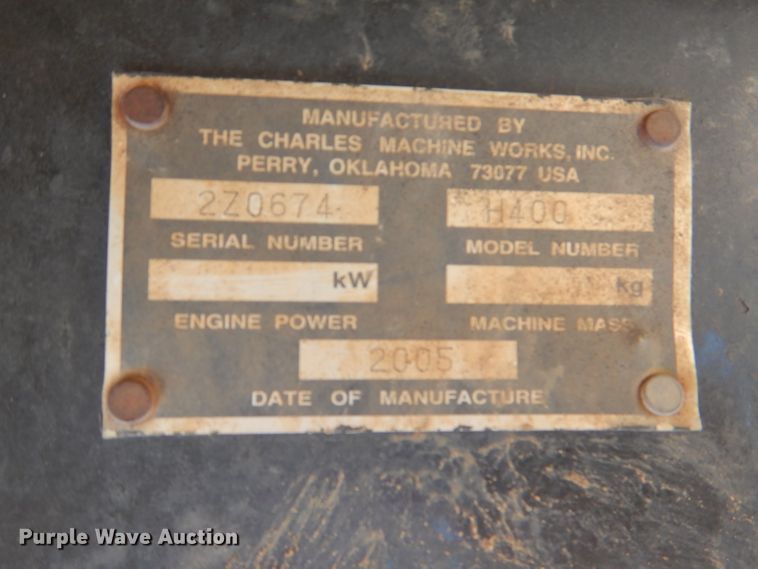 MANUFACTURED BY
THE CHARLES MACHINE WORKS, INC.
PERRY, OKLAHOMA 73077 USA
2Z0674 H400
SERIAL NUMBER MODEL NUMBER
kW kg
ENGINE POWER MACHINE MASS
2005
DATE OF MANUFACTURE
Purple Wave Auction®